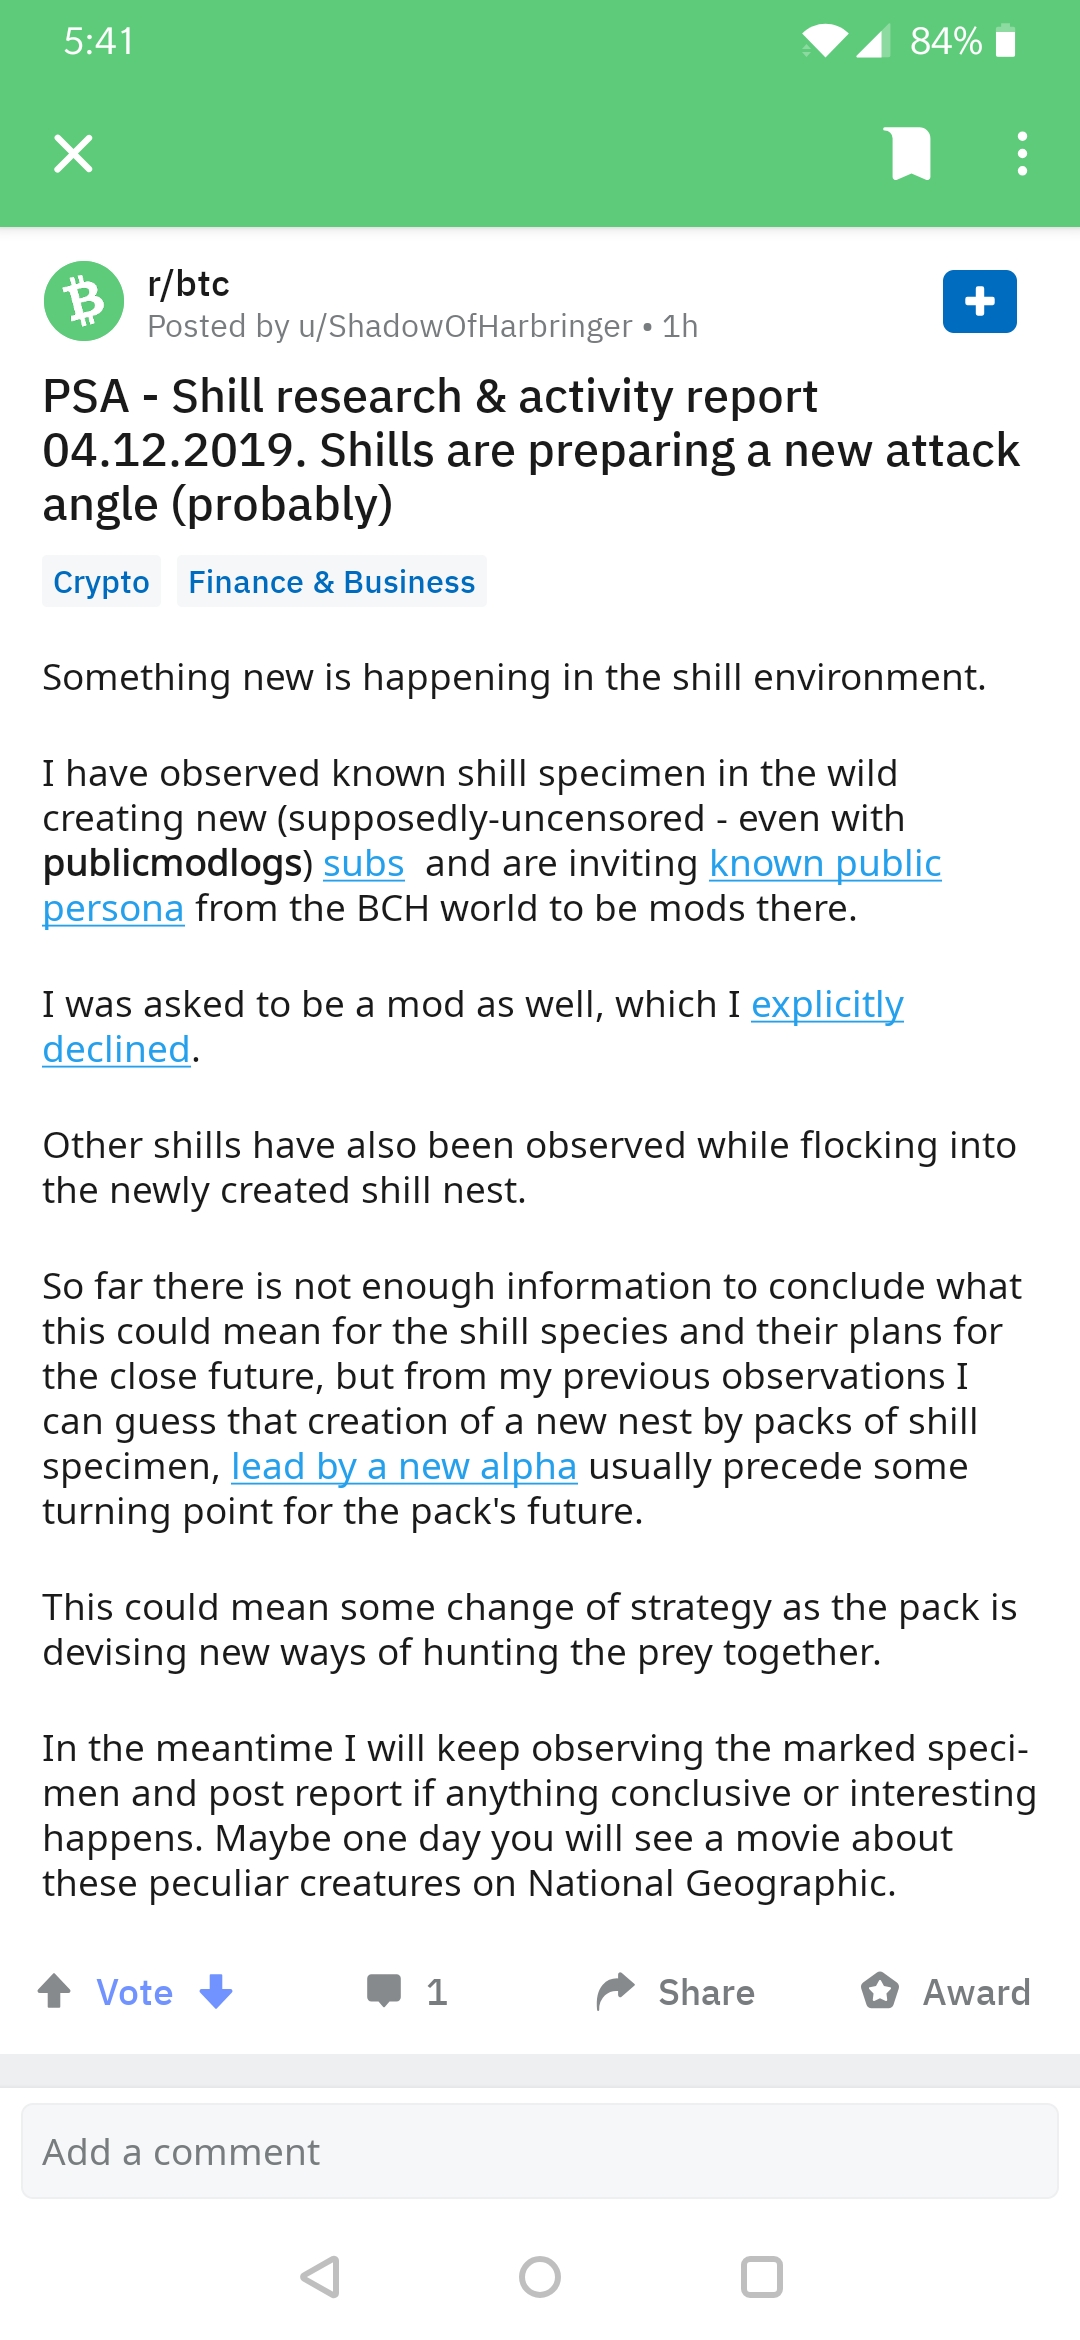 5:41
84%
r/btc
Posted by u/ShadowOfHarbringer • 1h
PSA - Shill research & activity report
04.12.2019. Shills are preparing a new attack
angle (probably)
Crypto
Finance & Business
Something new is happening in the shill environment.
I have observed known shill specimen in the wild
creating new (supposedly-uncensored - even with
publicmodlogs) subs  and are inviting known public
persona from the BCH world to be mods there.
I was asked to be a mod as well, which I explicitly
declined.
Other shills have also been observed while flocking into
the newly created shill nest.
So far there is not enough information to conclude what
this could mean for the shill species and their plans for
the close future, but from my previous observations I
can guess that creation of a new nest by packs of shill
specimen, lead by a new alpha usually precede some
turning point for the pack's future.
This could mean some change of strategy as the pack is
devising new ways of hunting the prey together.
In the meantime I will keep observing the marked speci-
men and post report if anything conclusive or interesting
happens. Maybe one day you will see a movie about
these peculiar creatures on National Geographic.
Vote
1
Share
Award
Add a comment